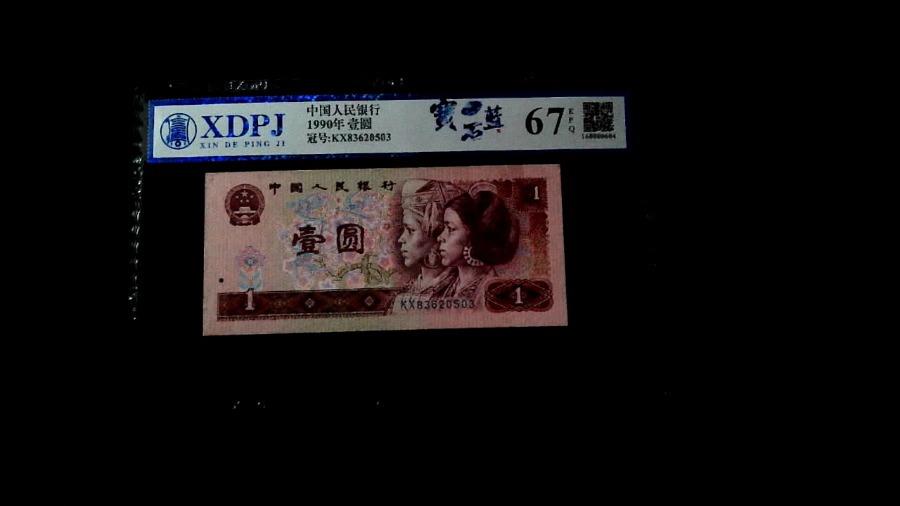 XDPJ
XIN DE PING JI
中国人民银行
1990年 壹圆
冠号:KX83620503
67
EPQ
中国人民银行
1
壹圆
1
KX83620503
1